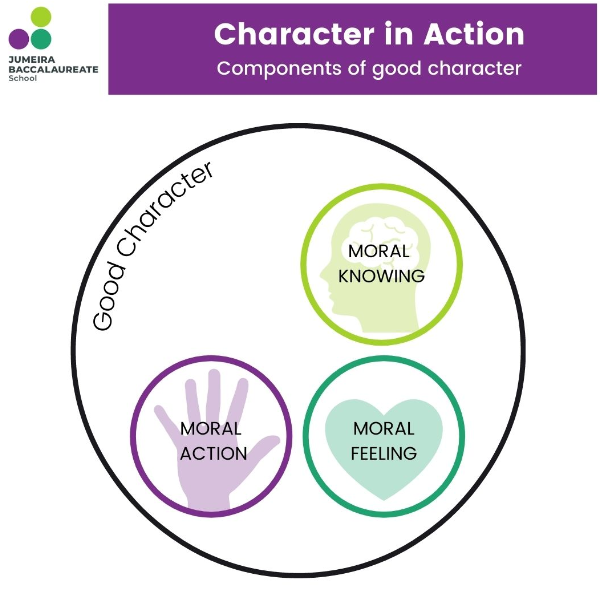 JUMEIRA
BACCALAUREATE
School
Character in Action
Components of good character
Good Character
MORAL
KNOWING
MORAL
ACTION
MORAL
FEELING